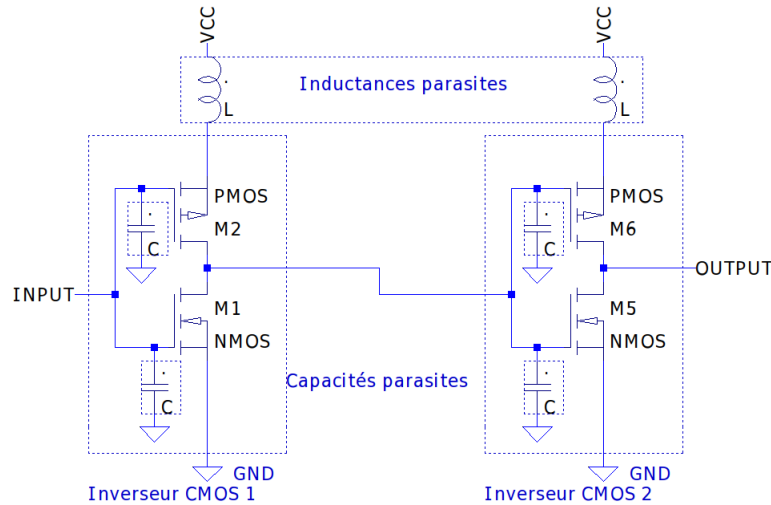 VCC VCC
Inductances parasites
L L
PMOS PMOS
M2 M6
C C
INPUT OUTPUT
M1 M5
NMOS NMOS
Capacités parasites
C C
GND GND
Inverseur CMOS 1 Inverseur CMOS 2